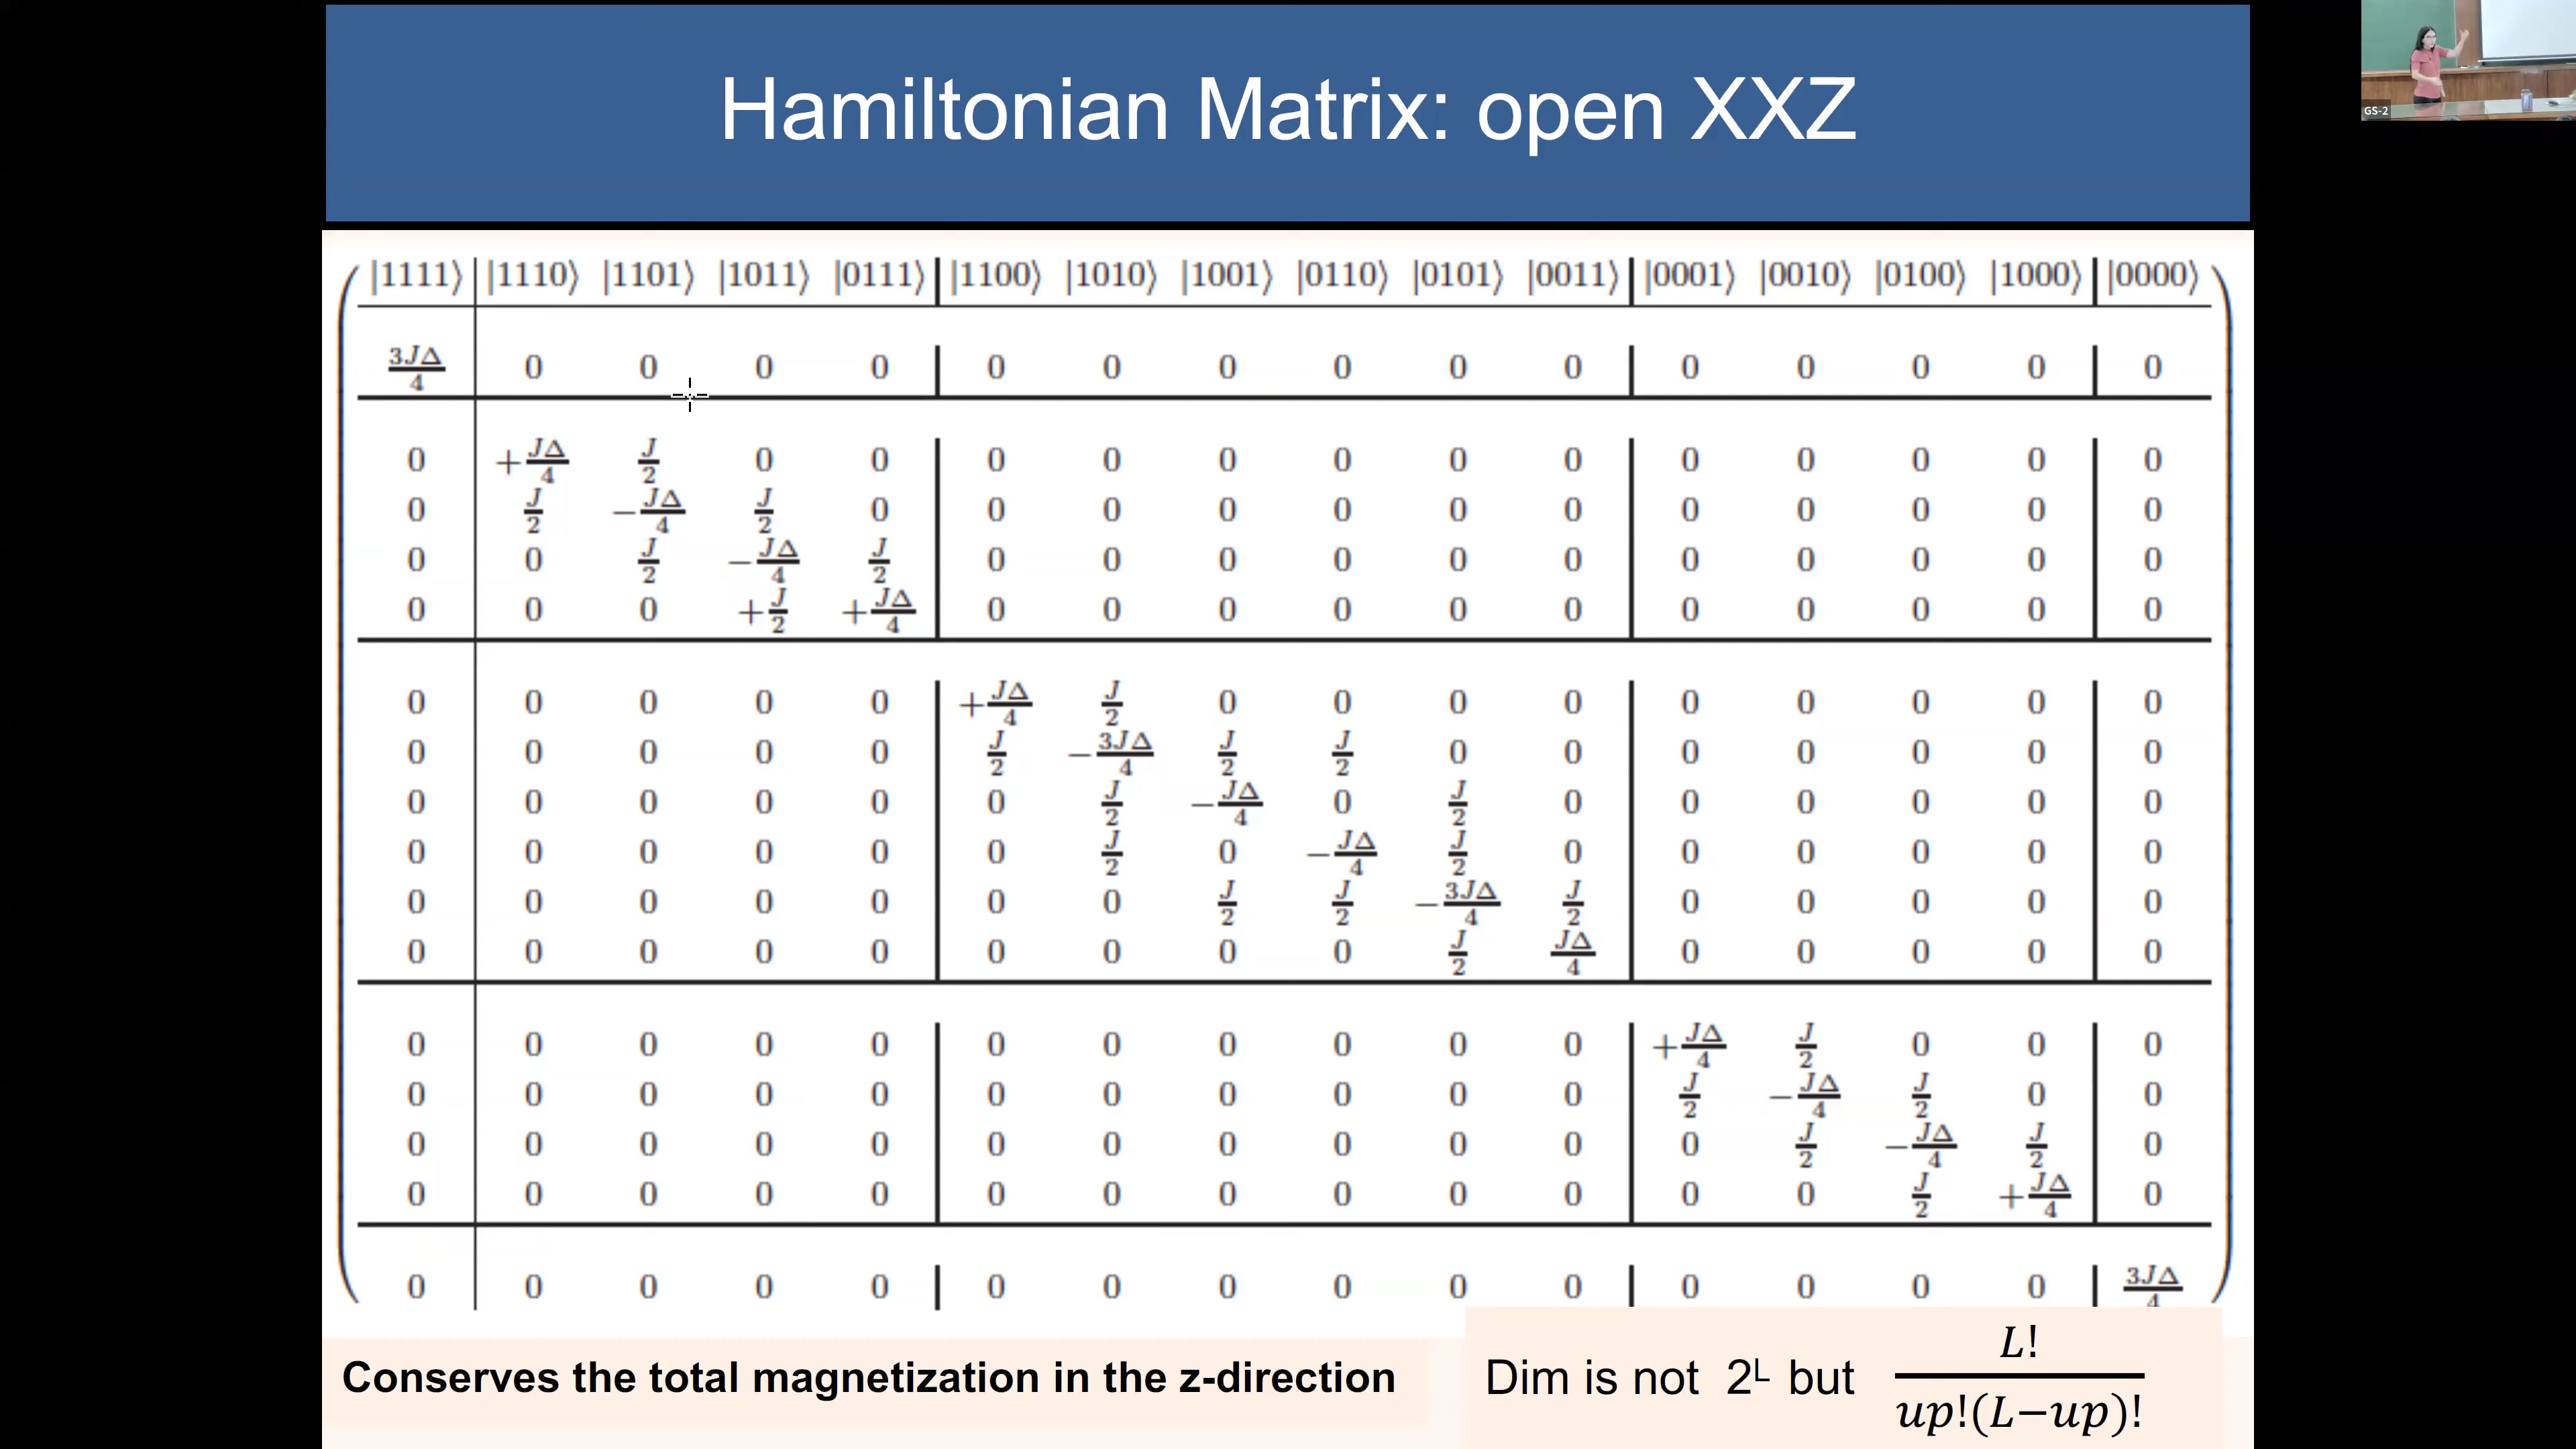 Hamiltonian Matrix: open XXZ
GS-2
|1111⟩ |1110⟩ |1101⟩ |1011⟩ |0111⟩ |1100⟩ |1010⟩ |1001⟩ |0110⟩ |0101⟩ |0011⟩ |0001⟩ |0010⟩ |0100⟩ |1000⟩ |0000⟩
3JΔ/4 0 0 0 0 0 0 0 0 0 0 0 0 0 0 0
0 +JΔ/4 J/2 0 0 0 0 0 0 0 0 0 0 0 0 0
0 J/2 −JΔ/4 J/2 0 0 0 0 0 0 0 0 0 0 0 0
0 0 J/2 −JΔ/4 J/2 0 0 0 0 0 0 0 0 0 0 0
0 0 0 +J/2 +JΔ/4 0 0 0 0 0 0 0 0 0 0 0
0 0 0 0 0 +JΔ/4 J/2 0 0 0 0 0 0 0 0 0
0 0 0 0 0 J/2 −3JΔ/4 J/2 J/2 0 0 0 0 0 0 0
0 0 0 0 0 0 J/2 −JΔ/4 0 J/2 0 0 0 0 0 0
0 0 0 0 0 0 J/2 0 −JΔ/4 J/2 0 0 0 0 0 0
0 0 0 0 0 0 0 J/2 J/2 −3JΔ/4 J/2 0 0 0 0 0
0 0 0 0 0 0 0 0 0 J/2 JΔ/4 0 0 0 0 0
0 0 0 0 0 0 0 0 0 0 0 +JΔ/4 J/2 0 0 0
0 0 0 0 0 0 0 0 0 0 0 J/2 −JΔ/4 J/2 0 0
0 0 0 0 0 0 0 0 0 0 0 0 J/2 −JΔ/4 J/2 0
0 0 0 0 0 0 0 0 0 0 0 0 0 J/2 +JΔ/4 0
0 0 0 0 0 0 0 0 0 0 0 0 0 0 0 3JΔ/4
Conserves the total magnetization in the z-direction
Dim is not 2^L but L!/up!(L−up)!